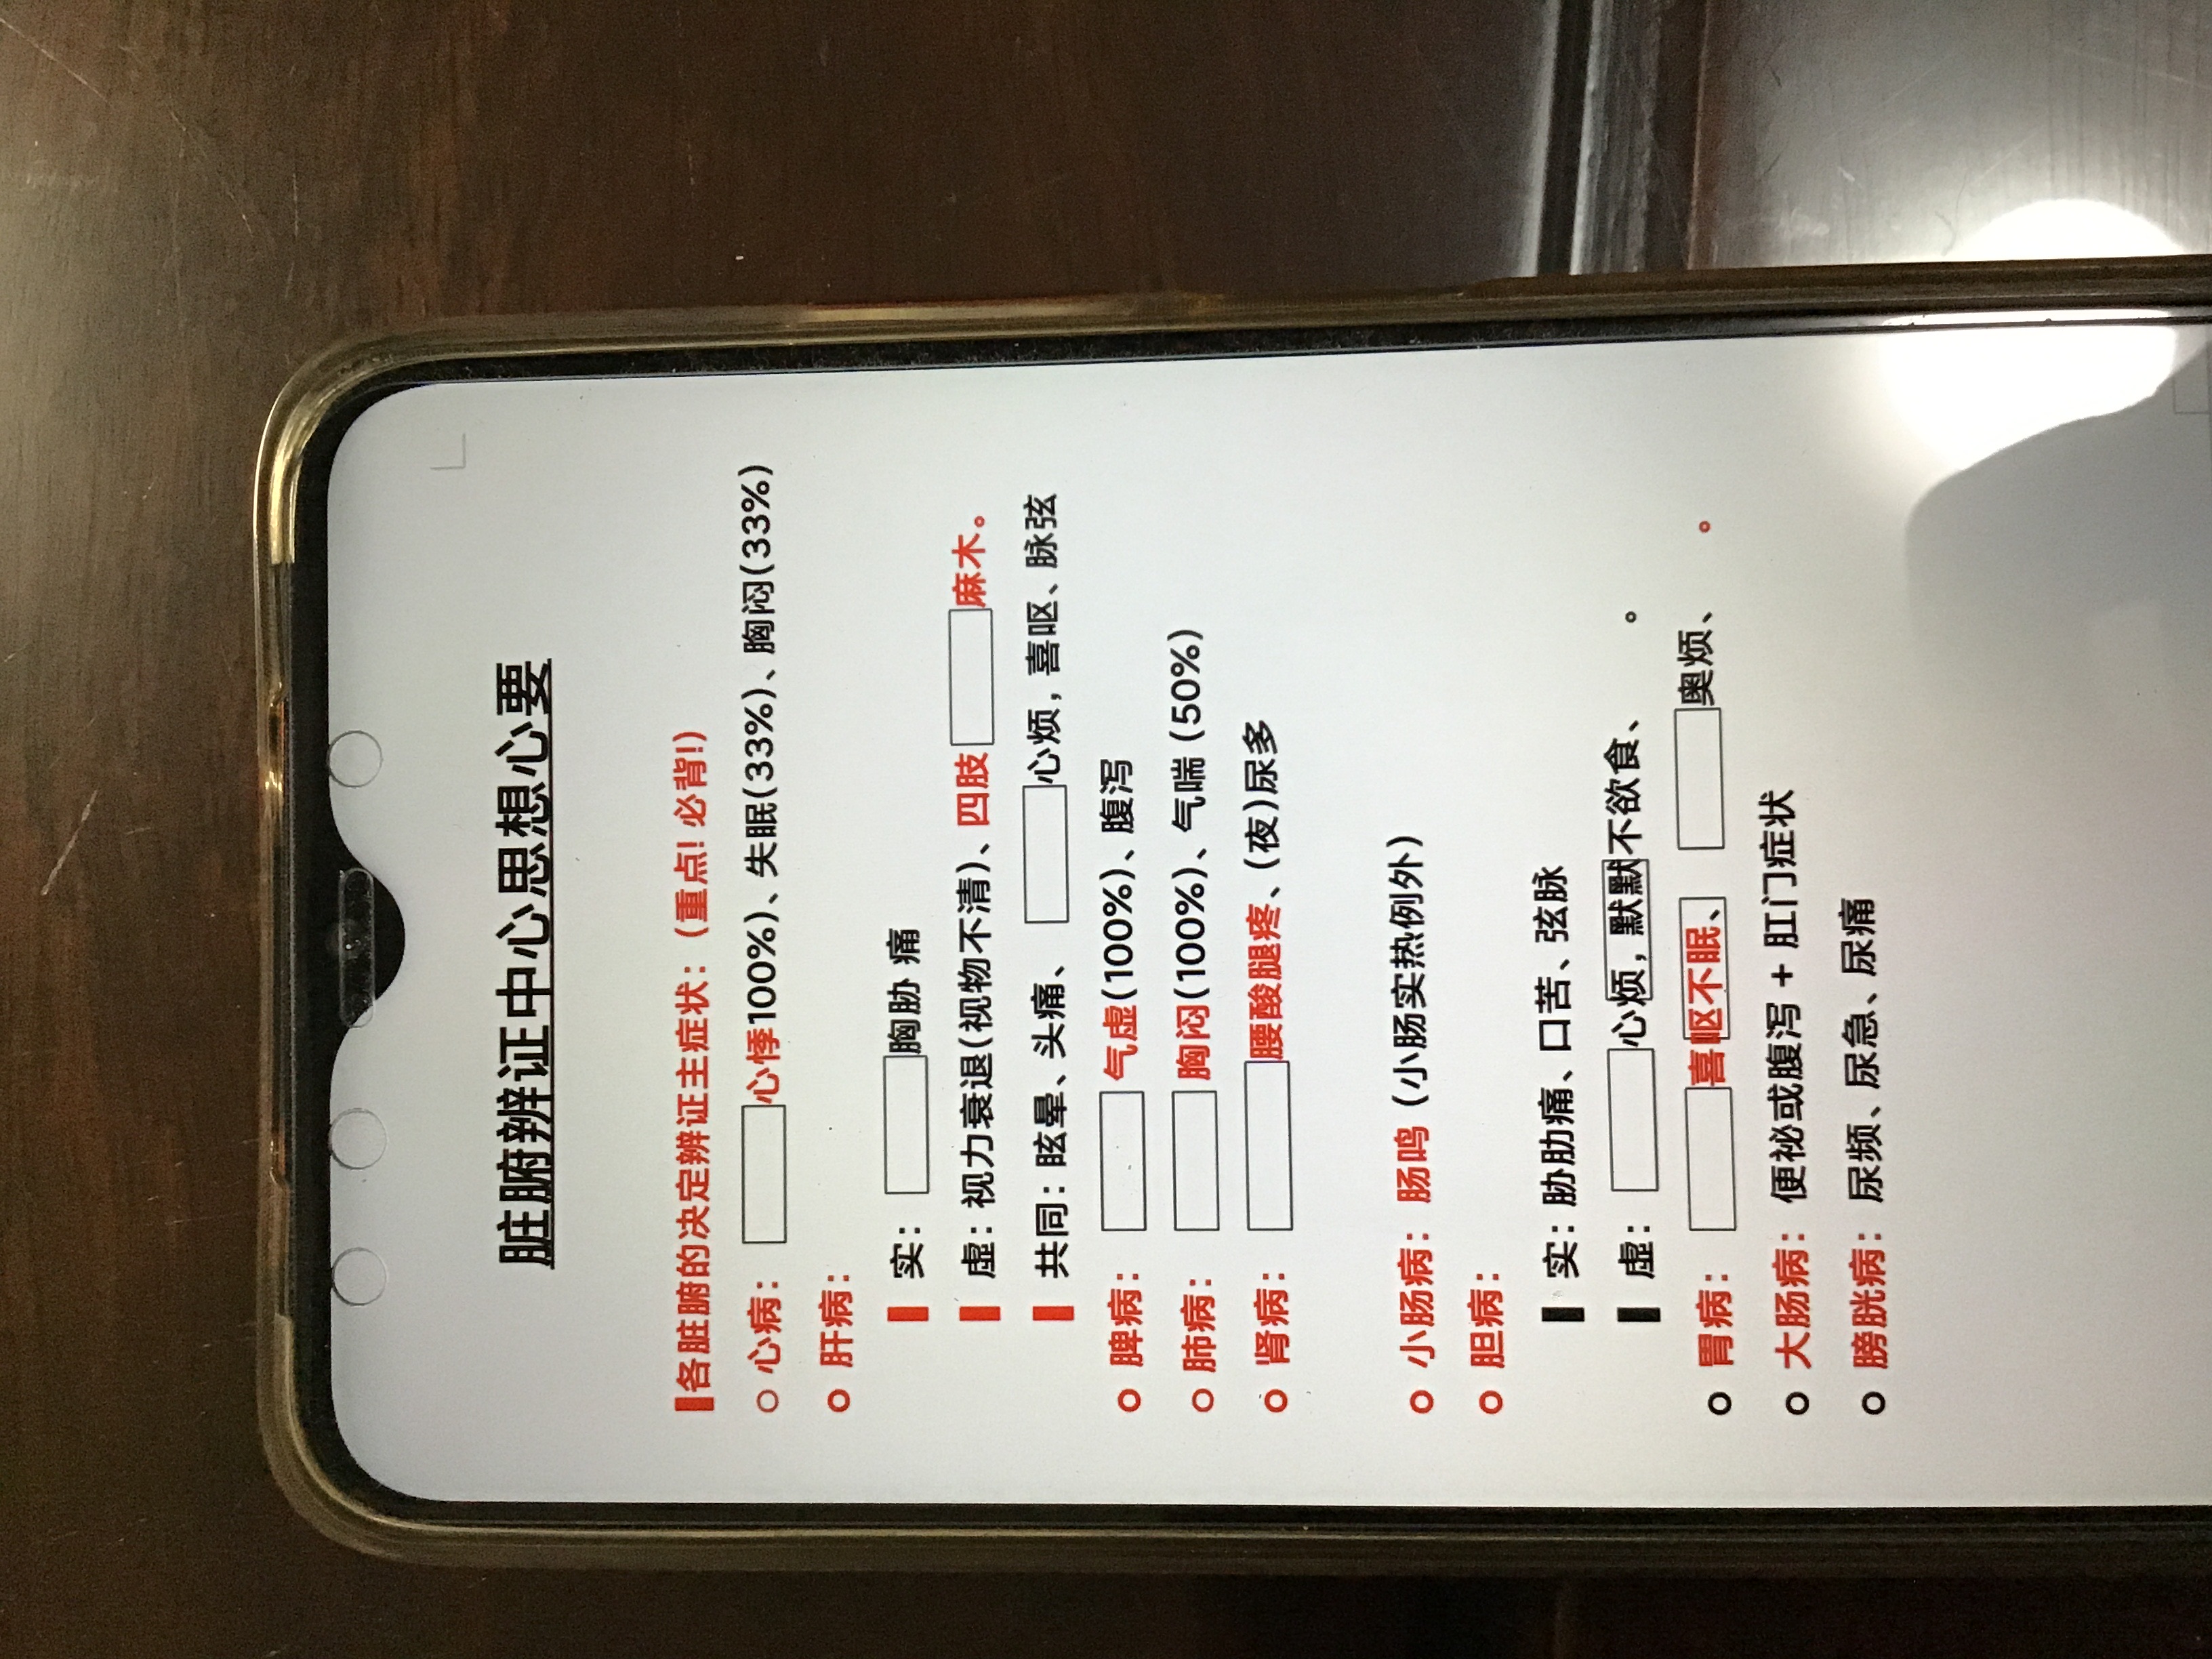 脏腑辨证中心思想心要
各脏腑的决定辨证主症状：（重点！必背！）
○ 心病： 心悸100%)、失眠(33%)、胸闷(33%)
○ 肝病：
实： 胸胁 痛
虚：视力衰退(视物不清)、四肢 麻木。
共同：眩晕、头痛、 心烦，喜呕、脉弦
○ 脾病： 气虚(100%)、腹泻
○ 肺病： 胸闷(100%)、气喘 (50%)
○ 肾病： 腰酸腿疼、(夜)尿多
○ 小肠病：肠鸣（小肠实热例外）
○ 胆病：
实：胁肋痛、口苦、弦脉
虚： 心烦，默默不欲食、 。
○ 胃病： 喜呕不眠、 奥烦、 。
○ 大肠病：便祕或腹泻 + 肛门症状
○ 膀胱病： 尿频、尿急、尿痛